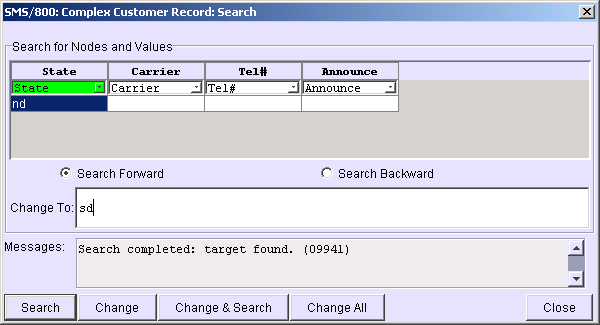 SMS/800: Complex Customer Record: Search
Search for Nodes and Values
State Carrier Tel# Announce
State Carrier Tel# Announce
nd
Search Forward Search Backward
Change To: sd
Messages: Search completed: target found. (09941)
Search Change Change & Search Change All Close